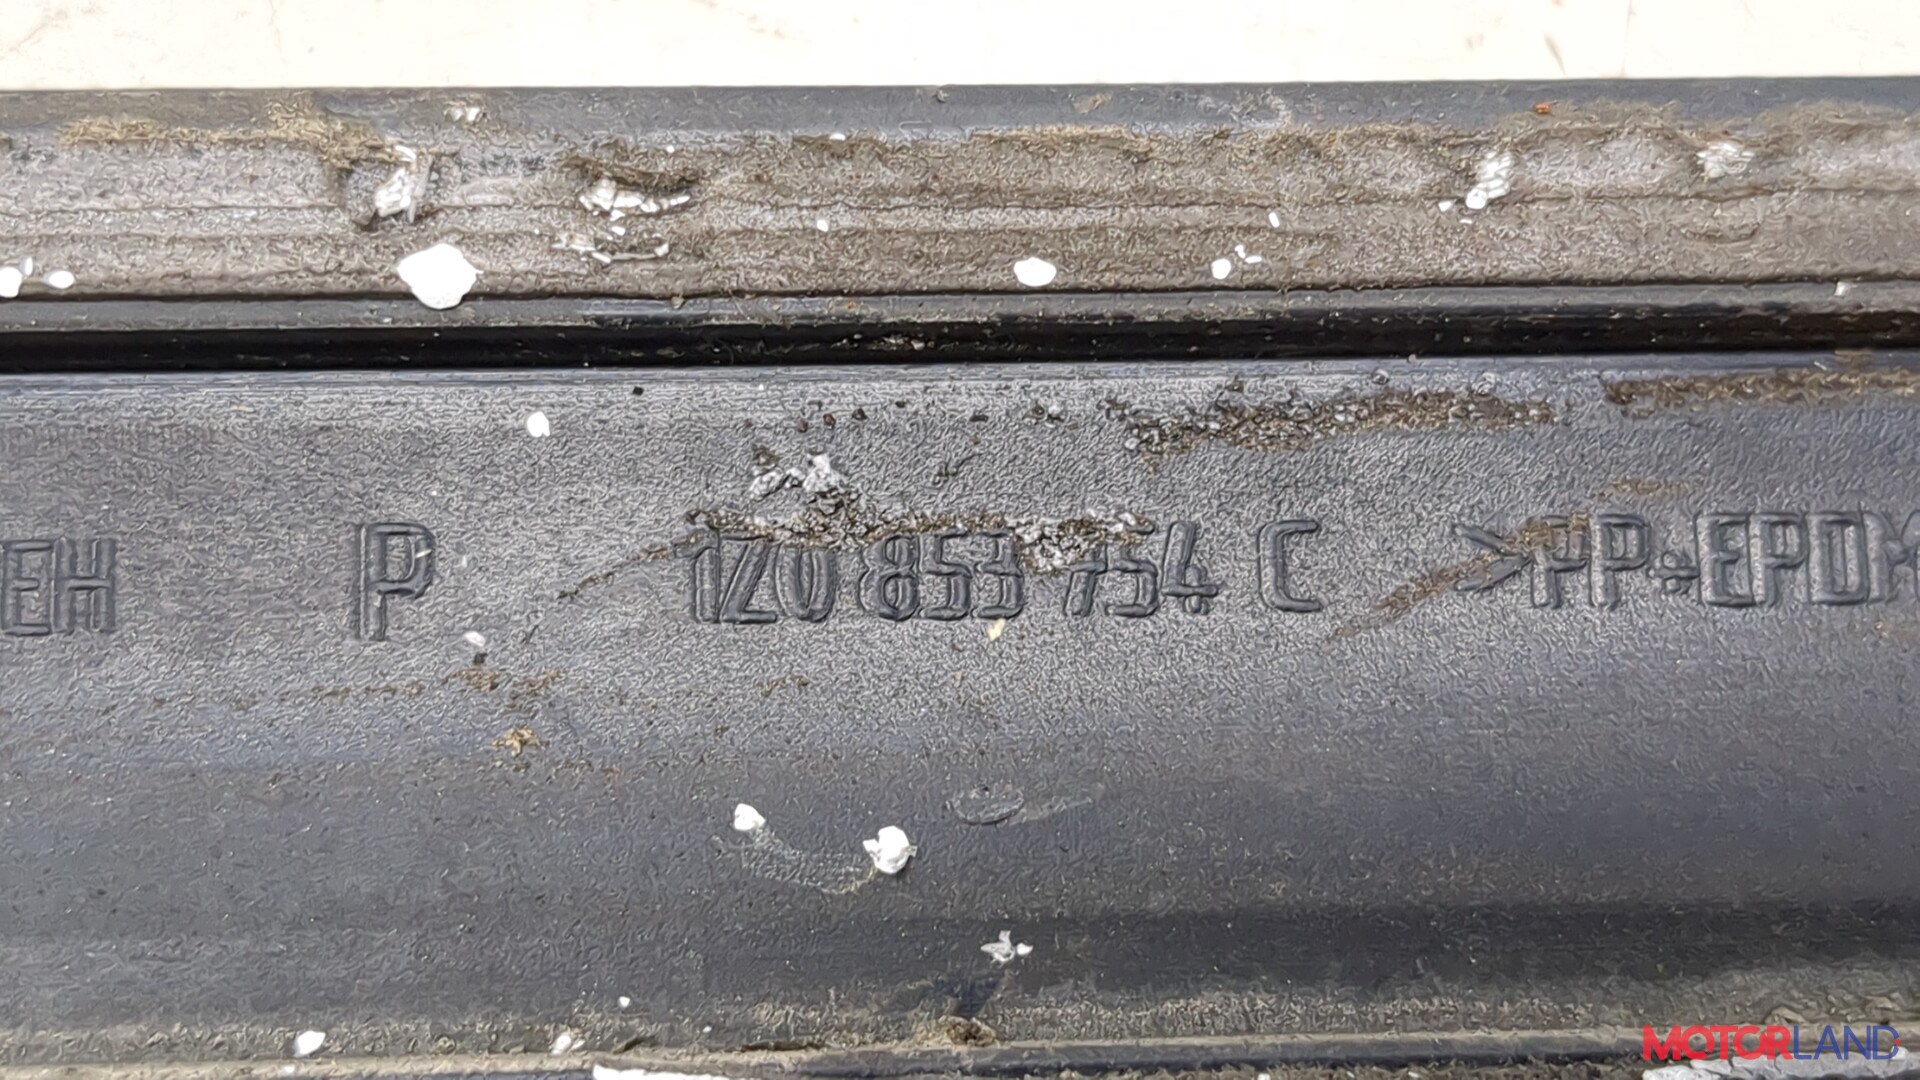 EH P 1Z0 853 754 C >PP+EPDM
MOTORLAND